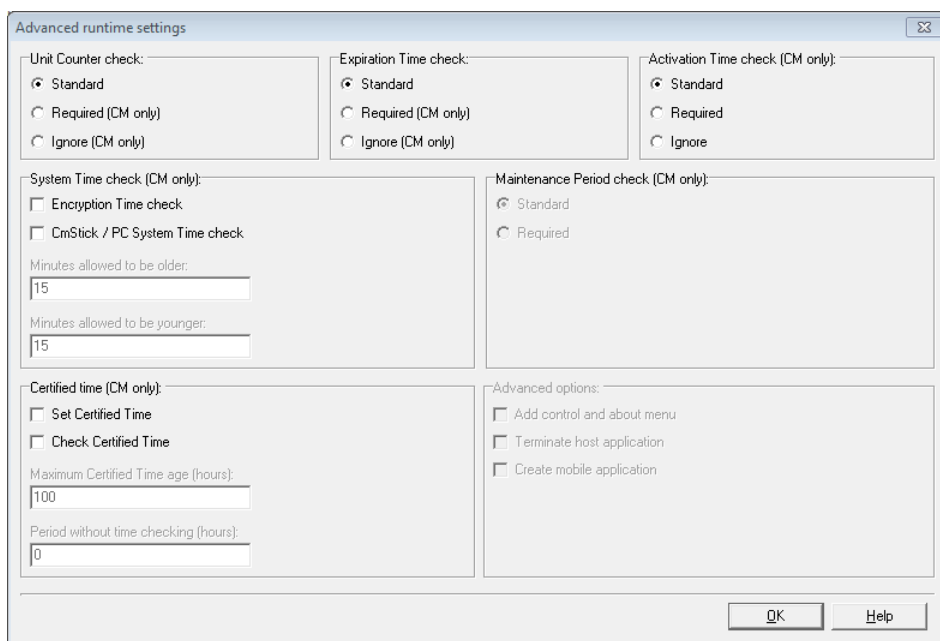 Advanced runtime settings
Unit Counter check:
Standard
Required (CM only)
Ignore (CM only)
Expiration Time check:
Standard
Required (CM only)
Ignore (CM only)
Activation Time check (CM only):
Standard
Required
Ignore
System Time check (CM only):
Encryption Time check
CmStick / PC System Time check
Minutes allowed to be older:
15
Minutes allowed to be younger:
15
Maintenance Period check (CM only):
Standard
Required
Certified time (CM only):
Set Certified Time
Check Certified Time
Maximum Certified Time age (hours):
100
Period without time checking (hours):
0
Advanced options:
Add control and about menu
Terminate host application
Create mobile application
OK
Help